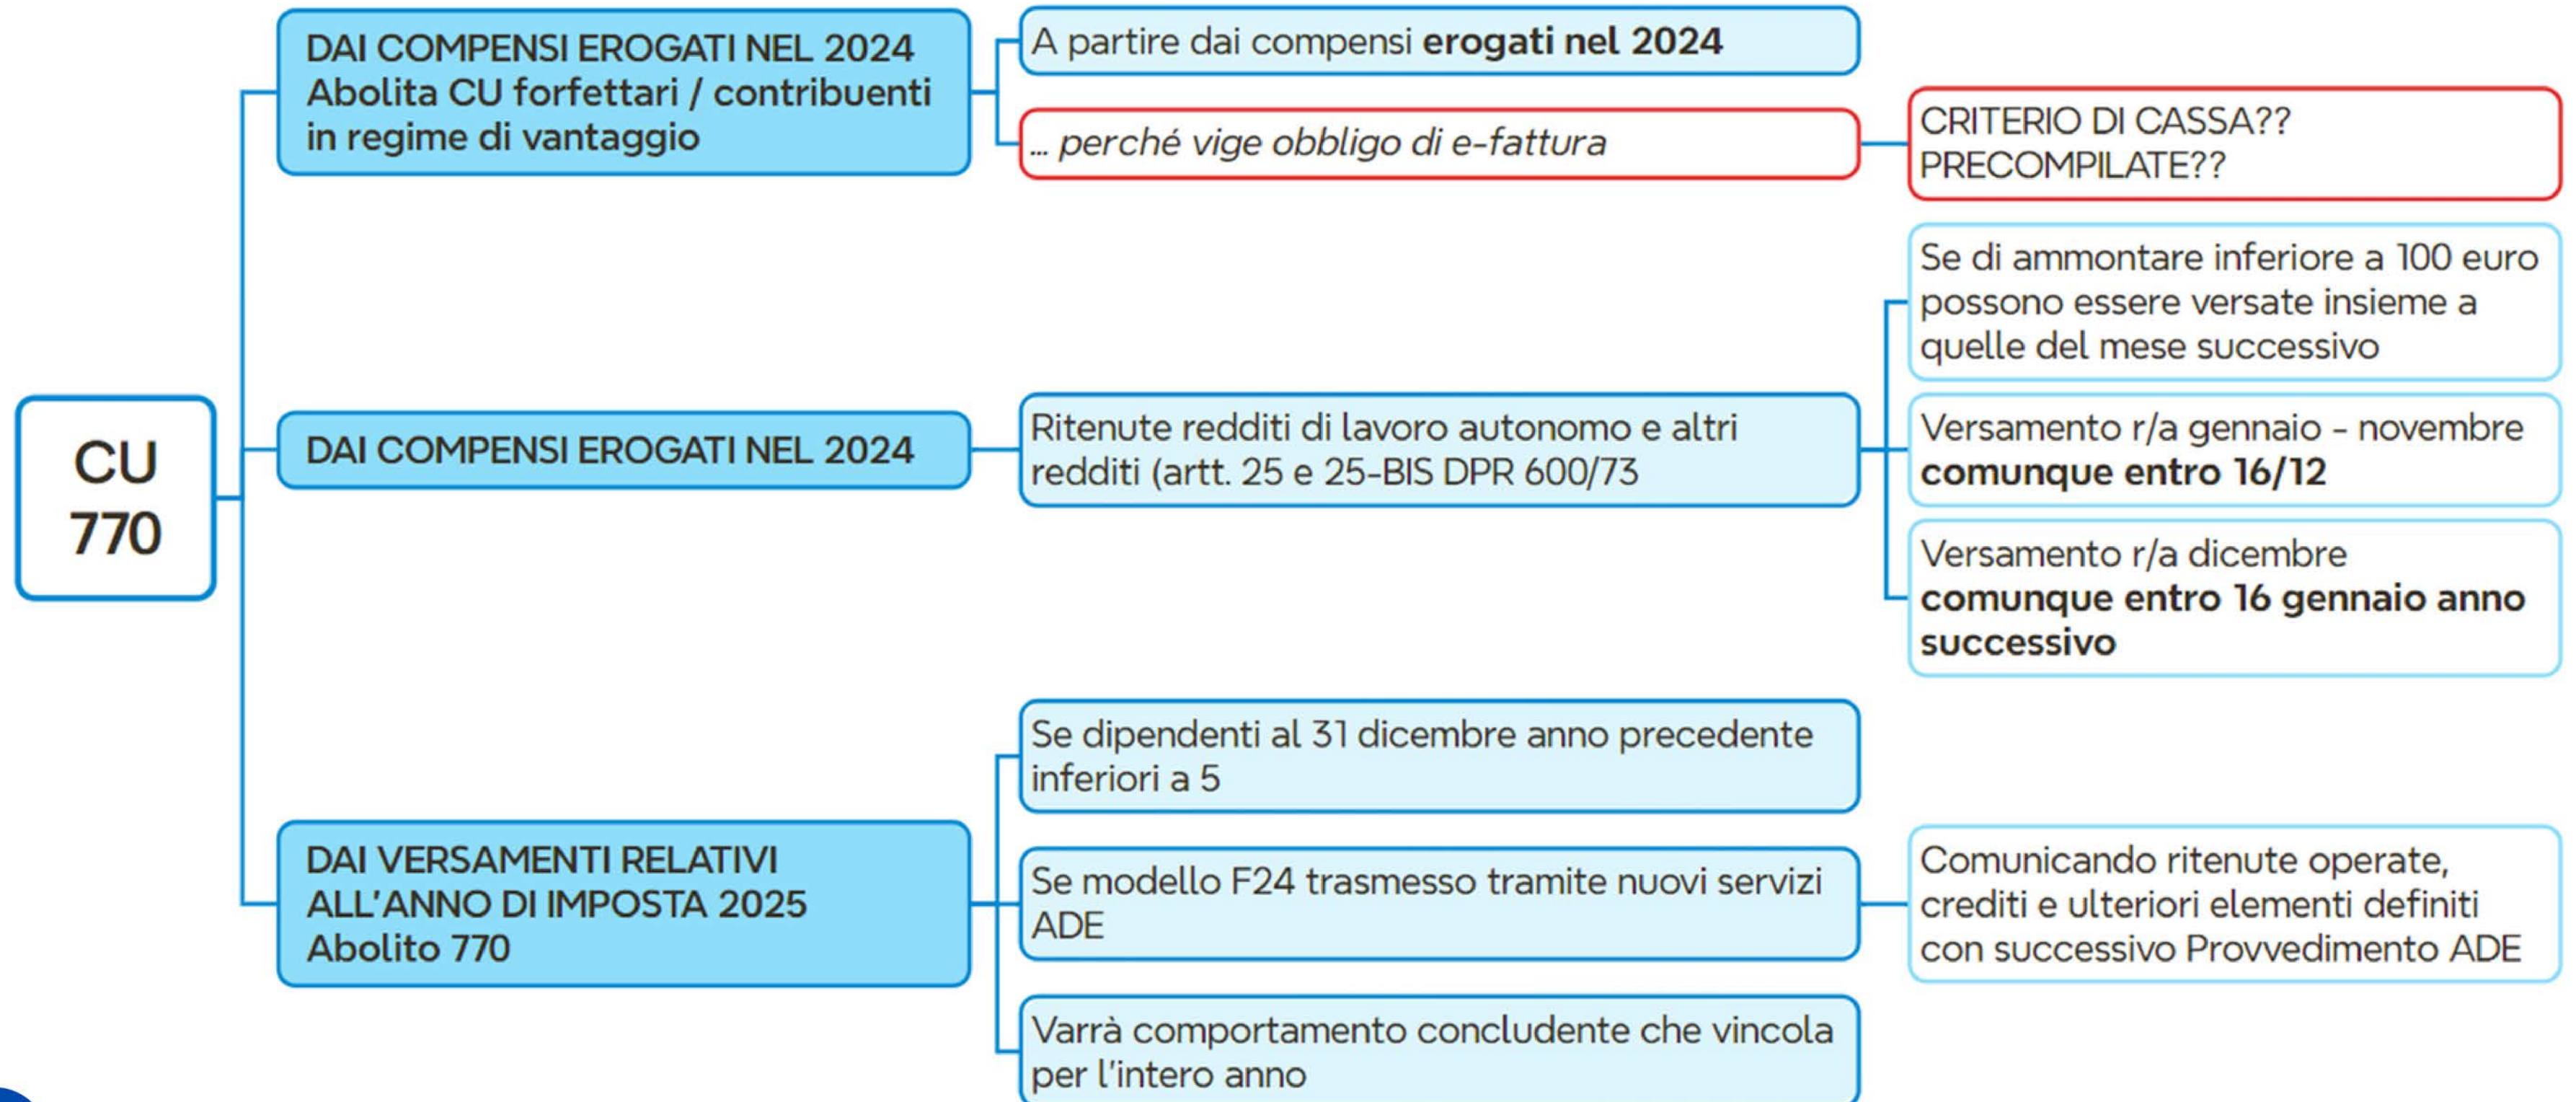 CU
770
DAI COMPENSI EROGATI NEL 2024
Abolita CU forfettari / contribuenti
in regime di vantaggio
A partire dai compensi erogati nel 2024
... perché vige obbligo di e-fattura
CRITERIO DI CASSA??
PRECOMPILATE??
DAI COMPENSI EROGATI NEL 2024
Ritenute redditi di lavoro autonomo e altri
redditi (artt. 25 e 25-BIS DPR 600/73
Se di ammontare inferiore a 100 euro
possono essere versate insieme a
quelle del mese successivo
Versamento r/a gennaio - novembre
comunque entro 16/12
Versamento r/a dicembre
comunque entro 16 gennaio anno
successivo
DAI VERSAMENTI RELATIVI
ALL'ANNO DI IMPOSTA 2025
Abolito 770
Se dipendenti al 31 dicembre anno precedente
inferiori a 5
Se modello F24 trasmesso tramite nuovi servizi
ADE
Comunicando ritenute operate,
crediti e ulteriori elementi definiti
con successivo Provvedimento ADE
Varrà comportamento concludente che vincola
per l'intero anno